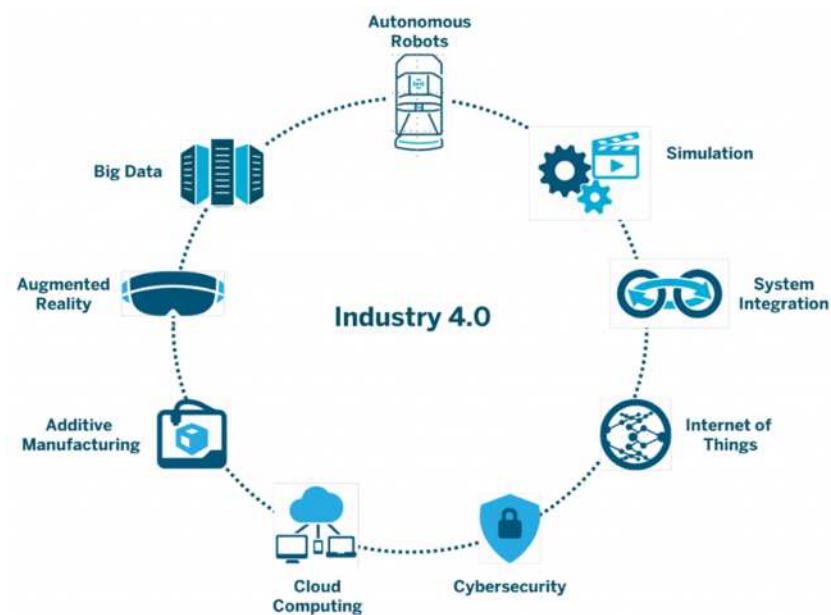 Autonomous
Robots
Simulation
Big Data
System
Integration
Augmented
Reality
Industry 4.0
Internet of
Things
Additive
Manufacturing
Cybersecurity
Cloud
Computing